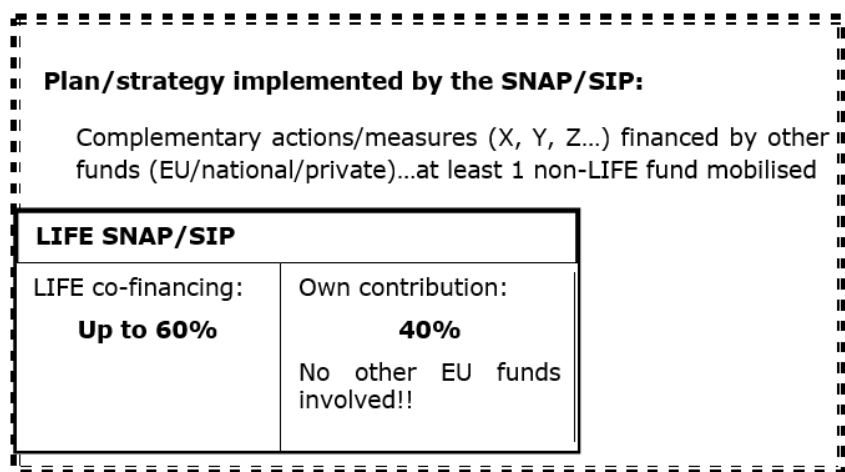 Plan/strategy implemented by the SNAP/SIP:
Complementary actions/measures (X, Y, Z...) financed by other
funds (EU/national/private)...at least 1 non-LIFE fund mobilised
LIFE SNAP/SIP
LIFE co-financing:
Up to 60%
Own contribution:
40%
No other EU funds
involved!!